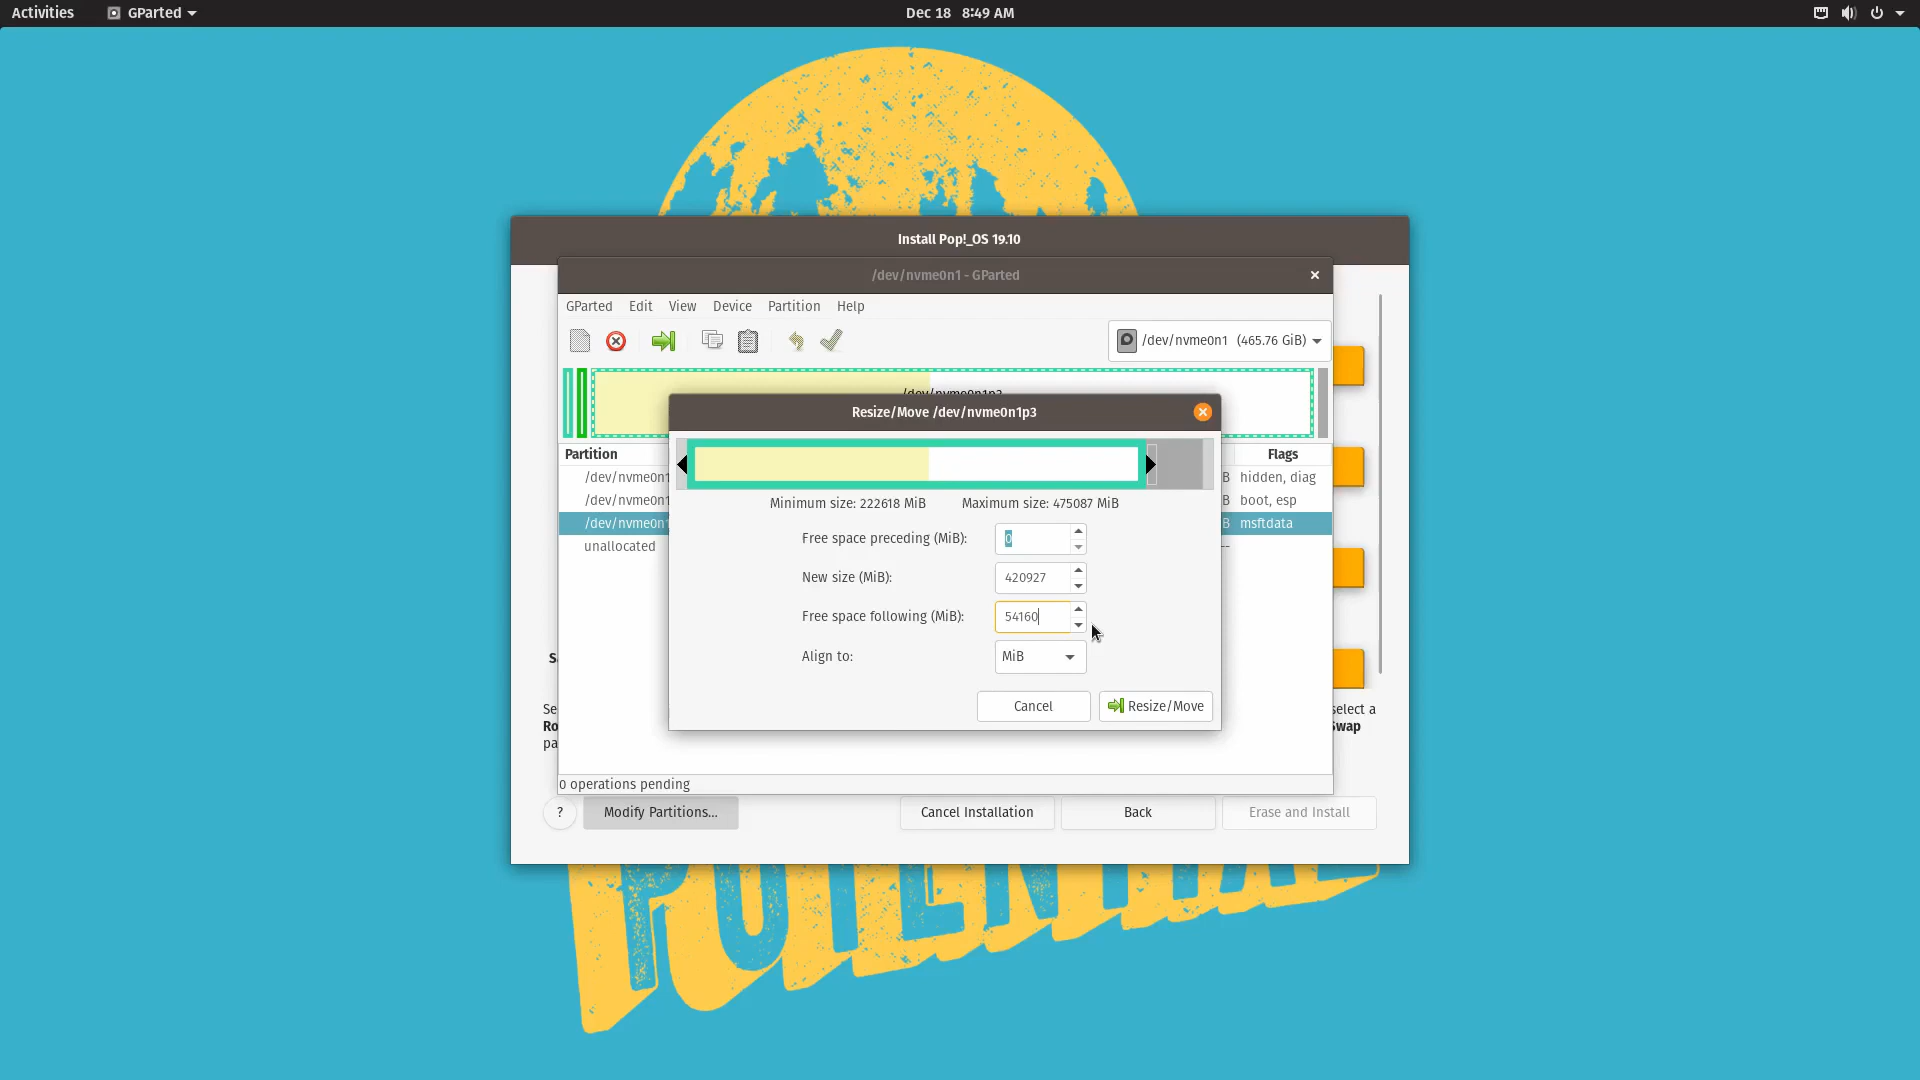 Activities GParted Dec 18 8:49 AM
Install Pop!_OS 19.10
/dev/nvme0n1 - GParted
GParted Edit View Device Partition Help
/dev/nvme0n1 (465.76 GiB)
Resize/Move /dev/nvme0n1p3
Partition Flags
/dev/nvme0n1 B hidden, diag
/dev/nvme0n1 B boot, esp
/dev/nvme0n1 B msftdata
unallocated --
Minimum size: 222618 MiB Maximum size: 475087 MiB
Free space preceding (MiB): 0
New size (MiB): 420927
Free space following (MiB): 54160
Align to: MiB
Cancel Resize/Move
Se select a
Ro Swap
pa
0 operations pending
? Modify Partitions... Cancel Installation Back Erase and Install
POTENTIAL